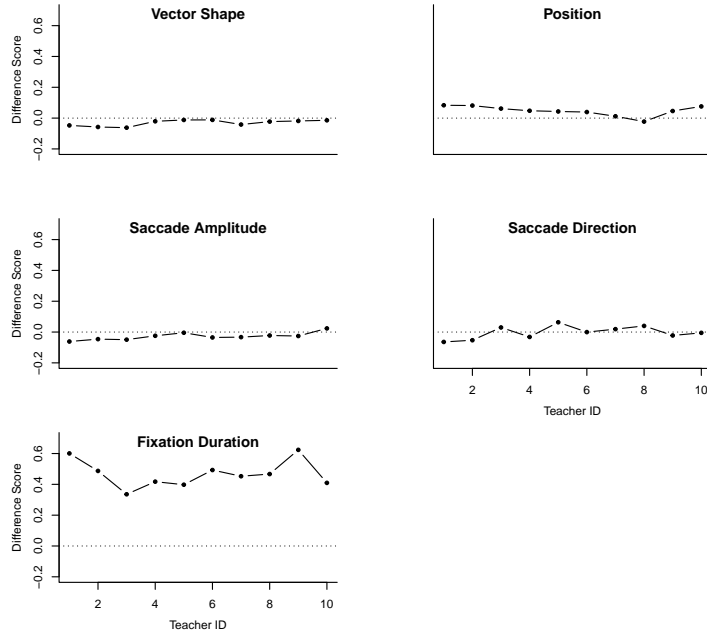 Vector Shape
Difference Score
0.6
0.4
0.2
0.0
−0.2
Position
Saccade Amplitude
Difference Score
0.6
0.4
0.2
0.0
−0.2
Saccade Direction
2 4 6 8 10
Teacher ID
Fixation Duration
Difference Score
0.6
0.4
0.2
0.0
−0.2
2 4 6 8 10
Teacher ID